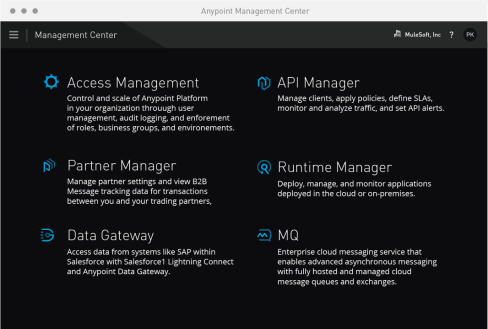 Anypoint Management Center
Management Center
MuleSoft, Inc
?
PK
Access Management
Control and scale of Anypoint Platform
in your organization throough user
management, audit logging, and enforement
of roles, business groups, and environements.
API Manager
Manage clients, apply policies, define SLAs,
monitor and analyze traffic, and set API alerts.
Partner Manager
Manage partner settings and view B2B
Message tracking data for transactions
between you and your trading partners,
Runtime Manager
Deploy, manage, and monitor applications
deployed in the cloud or on-premises.
Data Gateway
Access data from systems like SAP within
Salesforce with Salesforce1 Lightning Connect
and Anypoint Data Gateway.
MQ
Enterprise cloud messaging service that
enables advanced asynchronous messaging
with fully hosted and managed cloud
message queues and exchanges.